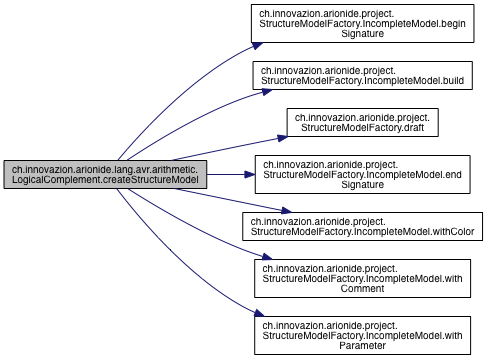 ch.innovazion.arionide.project.
StructureModelFactory.IncompleteModel.begin
Signature
ch.innovazion.arionide.project.
StructureModelFactory.IncompleteModel.build
ch.innovazion.arionide.project.
StructureModelFactory.draft
ch.innovazion.arionide.lang.avr.arithmetic.
LogicalComplement.createStructureModel
ch.innovazion.arionide.project.
StructureModelFactory.IncompleteModel.end
Signature
ch.innovazion.arionide.project.
StructureModelFactory.IncompleteModel.withColor
ch.innovazion.arionide.project.
StructureModelFactory.IncompleteModel.with
Comment
ch.innovazion.arionide.project.
StructureModelFactory.IncompleteModel.with
Parameter